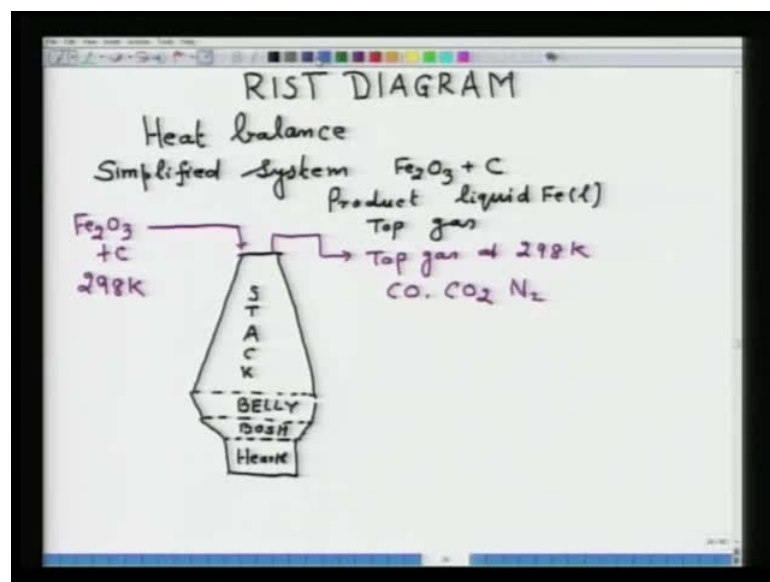 RIST DIAGRAM
Heat balance
Simplified system Fe2O3 + C
Product liquid Fe(l)
Top gas
Fe2O3
+C
298K
Top gas at 298K
CO. CO2 N2
STACK
BELLY
BOSH
Hearth